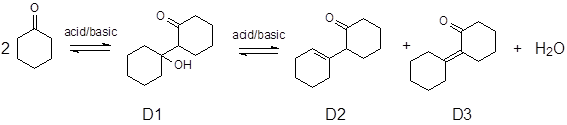 O
2
acid/basic
O
OH
D1
acid/basic
O
D2
+
O
D3
+ H₂O